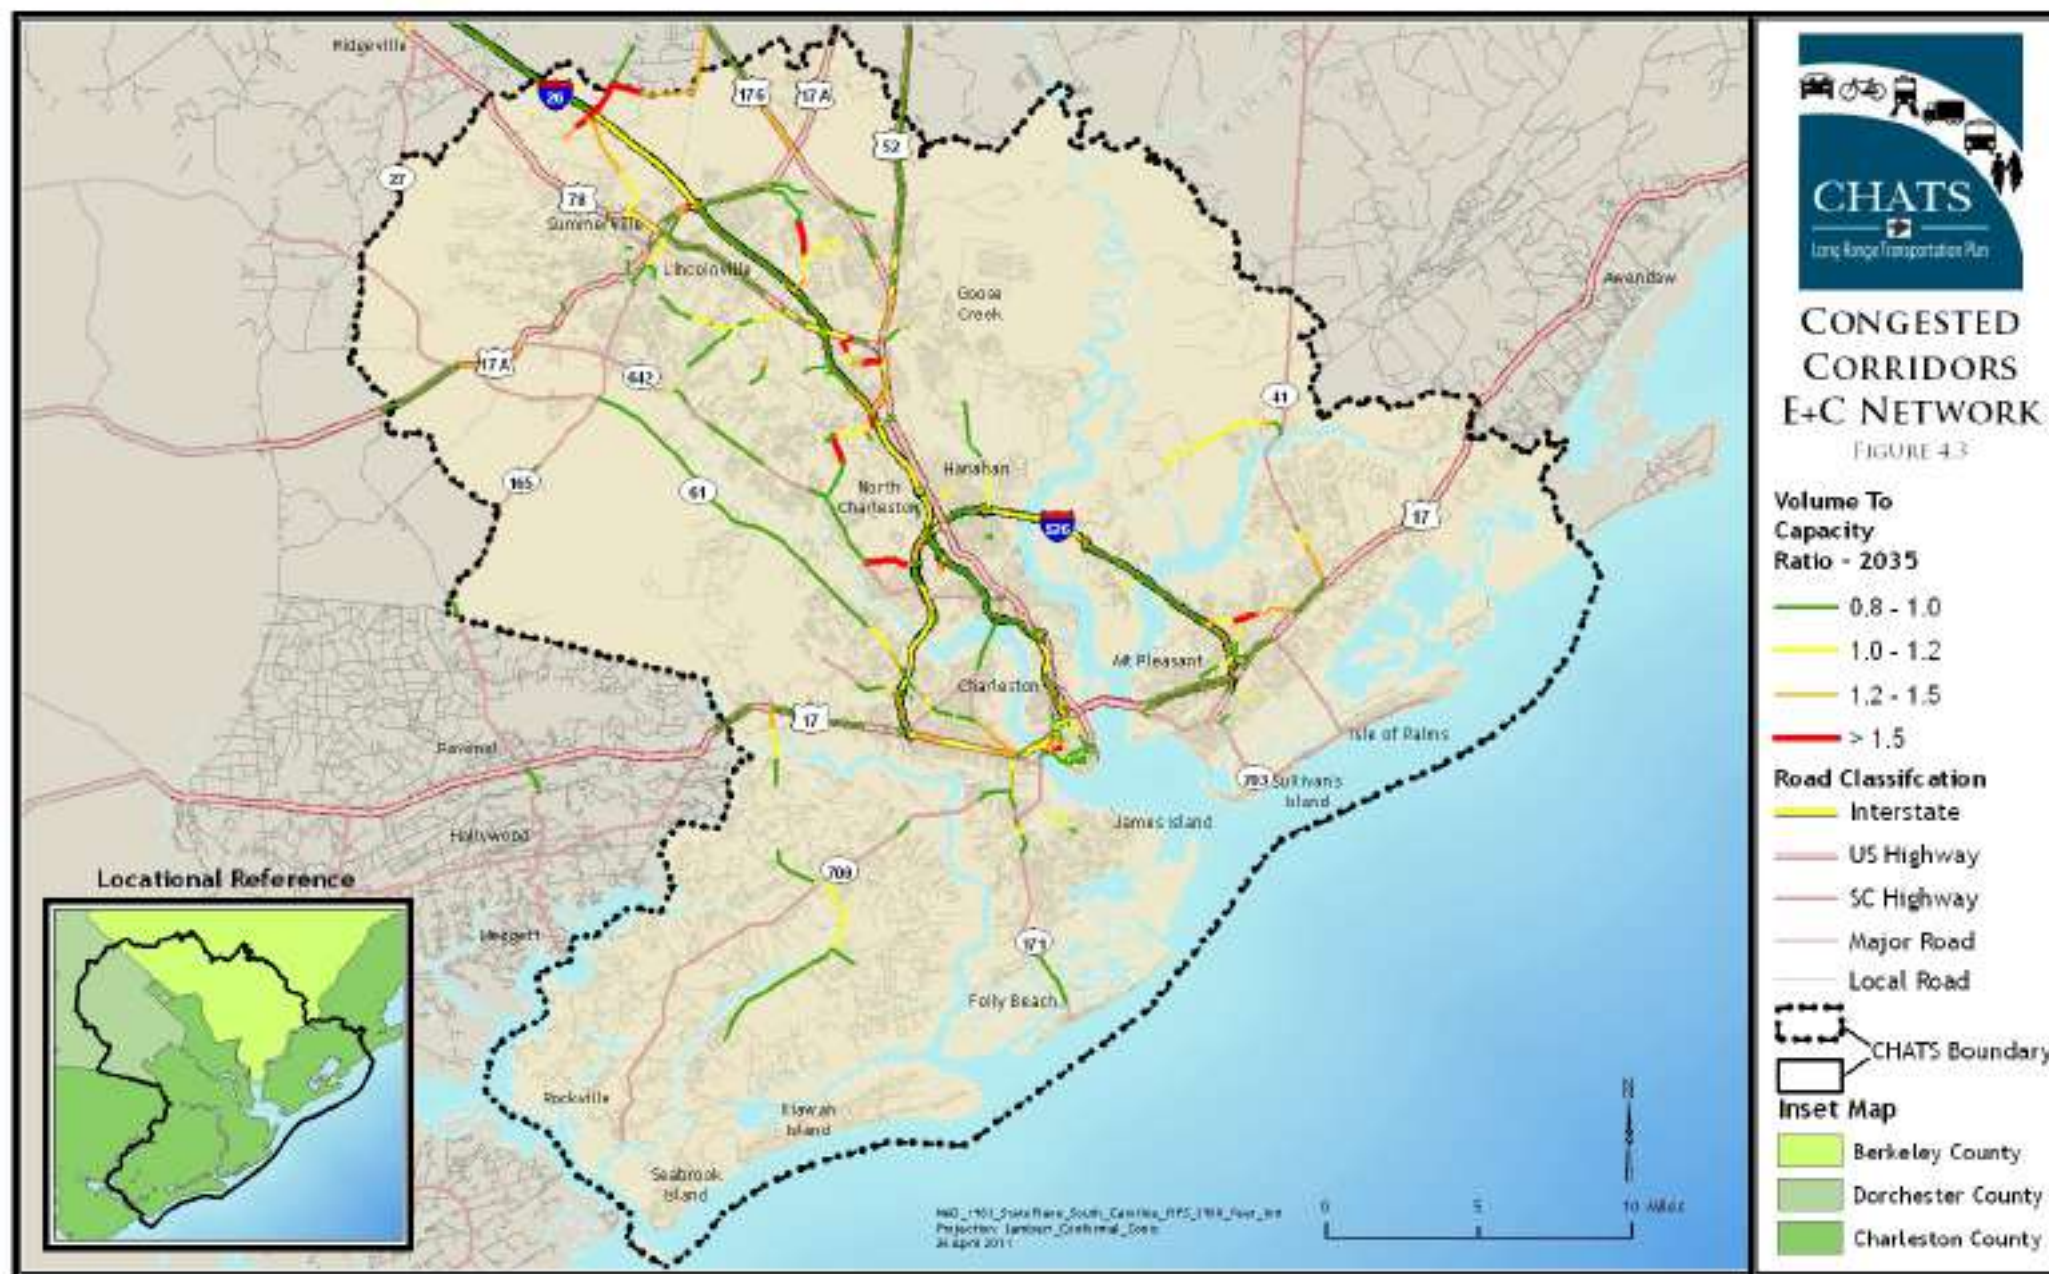 Ridgeville
26
176
17A
52
27
78
Summerville
Lincolnville
Goose
Creek
Awendaw
17A
642
41
165
61
Hanahan
North
Charleston
526
17
Mt Pleasant
Charleston
17
Ravenel
Isle of Palms
703
Sullivan's
Island
Hollywood
James Island
700
Meggett
171
Folly Beach
Rockville
Kiawah
Island
Seabrook
Island
Locational Reference
Projection: Lambert_Conformal_Conic
26 April 2011
0
5
10 Miles
N
CHATS
Long Range Transportation Plan
CONGESTED
CORRIDORS
E+C NETWORK
FIGURE 4.3
Volume To
Capacity
Ratio - 2035
0.8 - 1.0
1.0 - 1.2
1.2 - 1.5
> 1.5
Road Classifcation
Interstate
US Highway
SC Highway
Major Road
Local Road
CHATS Boundary
Inset Map
Berkeley County
Dorchester County
Charleston County